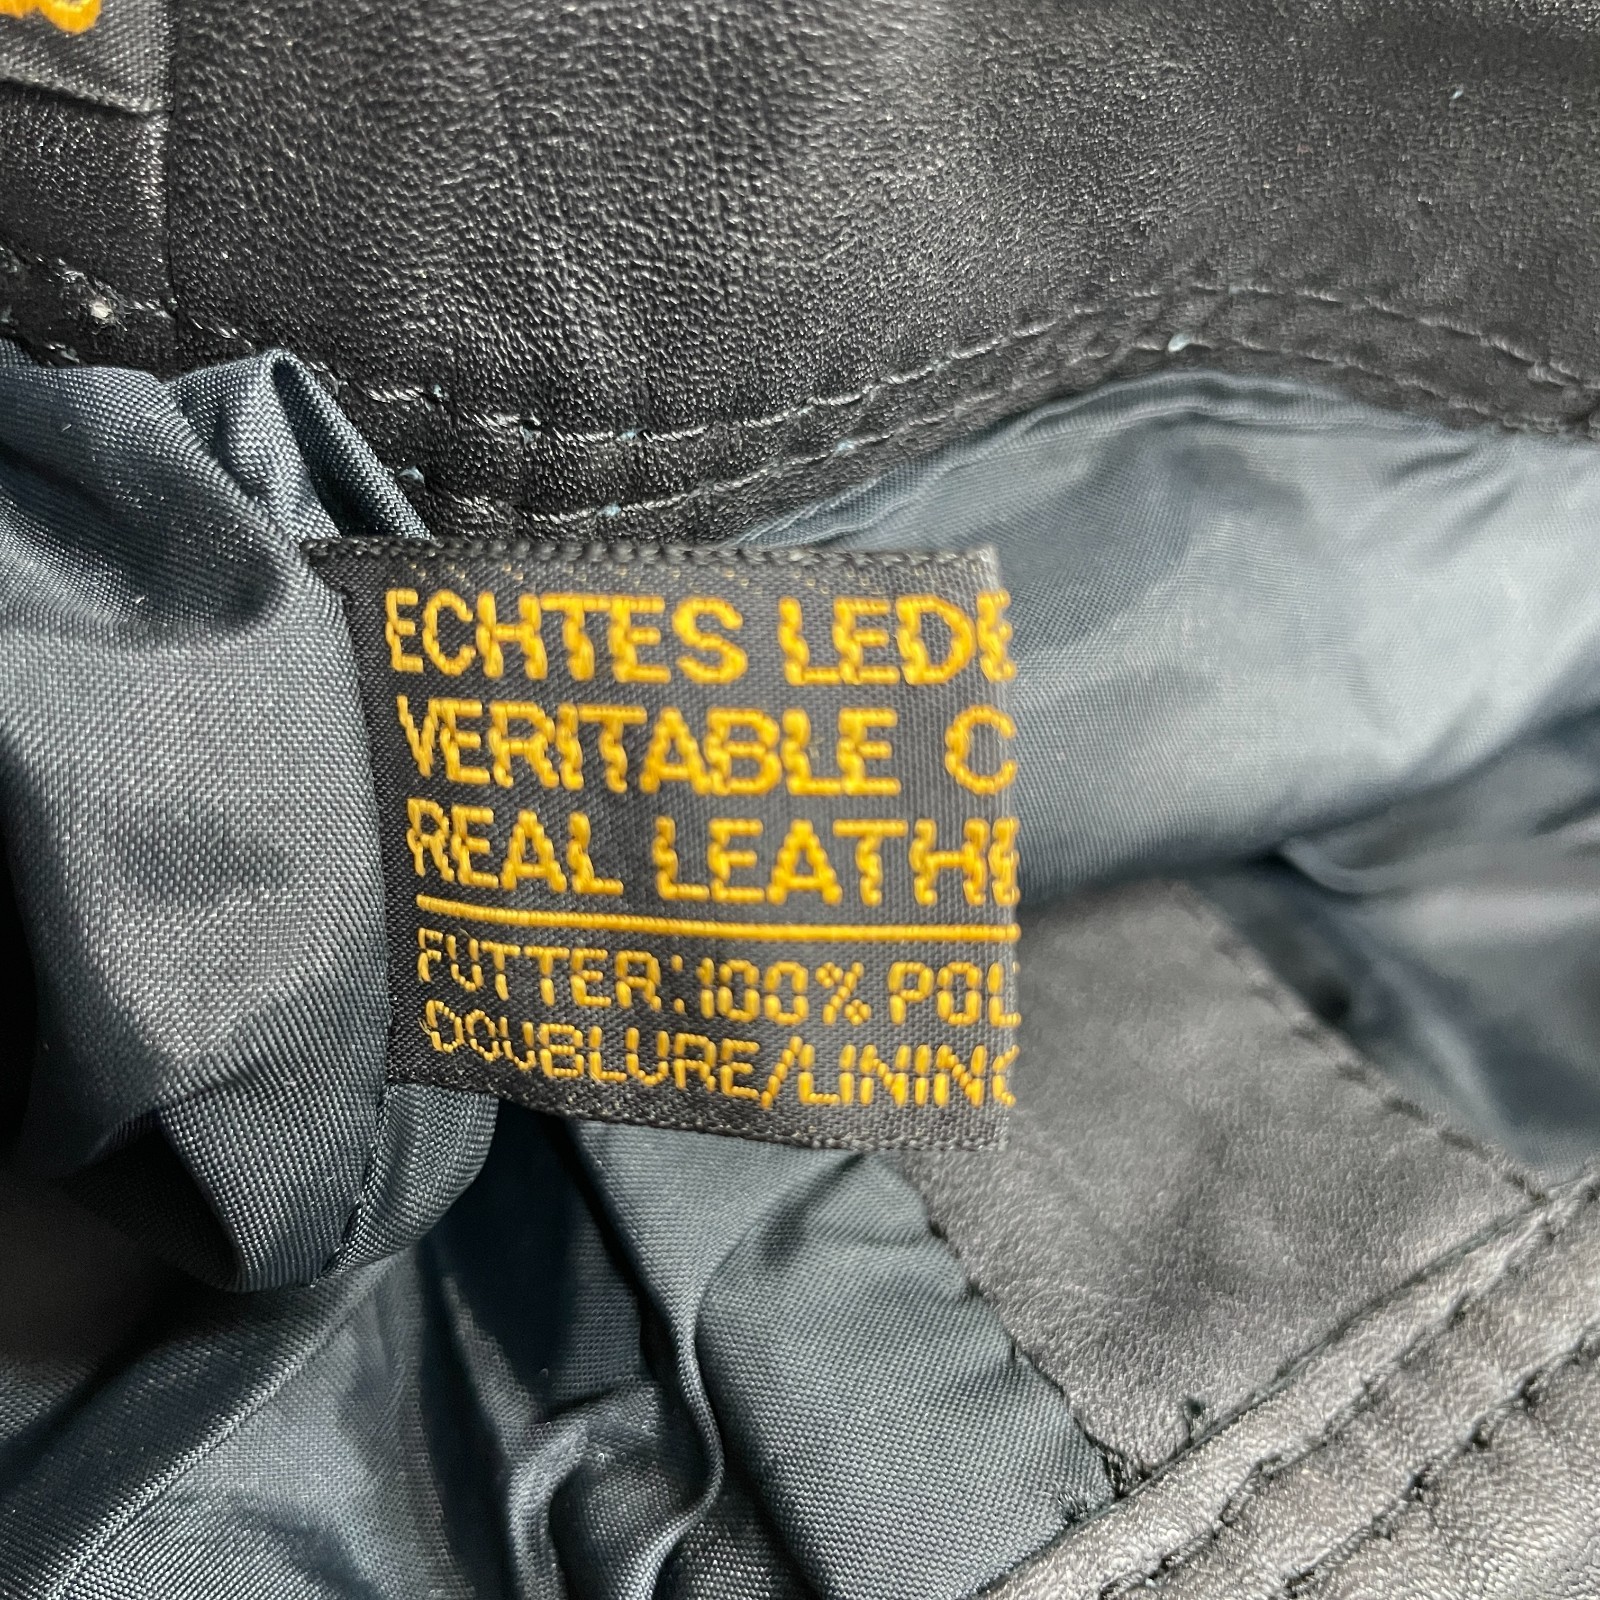 ECHTES LEDE
VERITABLE C
REAL LEATHE
FUTTER:100% POL
DOUBLURE/LINING